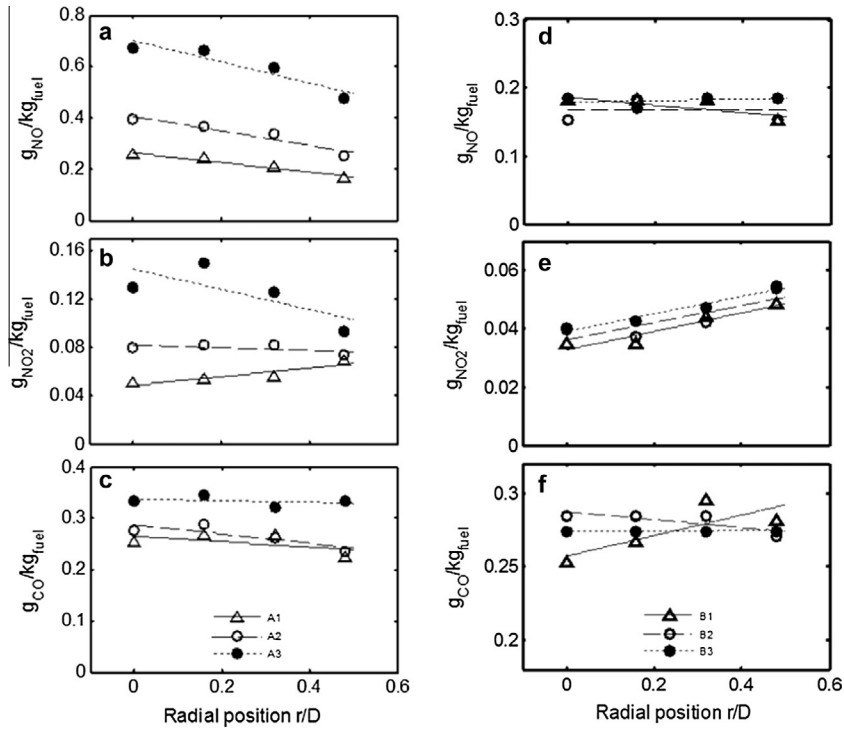 a
0.8
0.6
0.4
0.2
0
g_NO/kg_fuel
b
0.16
0.12
0.08
0.04
0
g_NO2/kg_fuel
c
0.4
0.3
0.2
0.1
0
g_CO/kg_fuel
A1
A2
A3
0 0.2 0.4 0.6
Radial position r/D
d
0.3
0.2
0.1
0
g_NO/kg_fuel
e
0.06
0.04
0.02
0
g_NO2/kg_fuel
f
0.3
0.25
0.2
g_CO/kg_fuel
B1
B2
B3
0 0.2 0.4 0.6
Radial position r/D